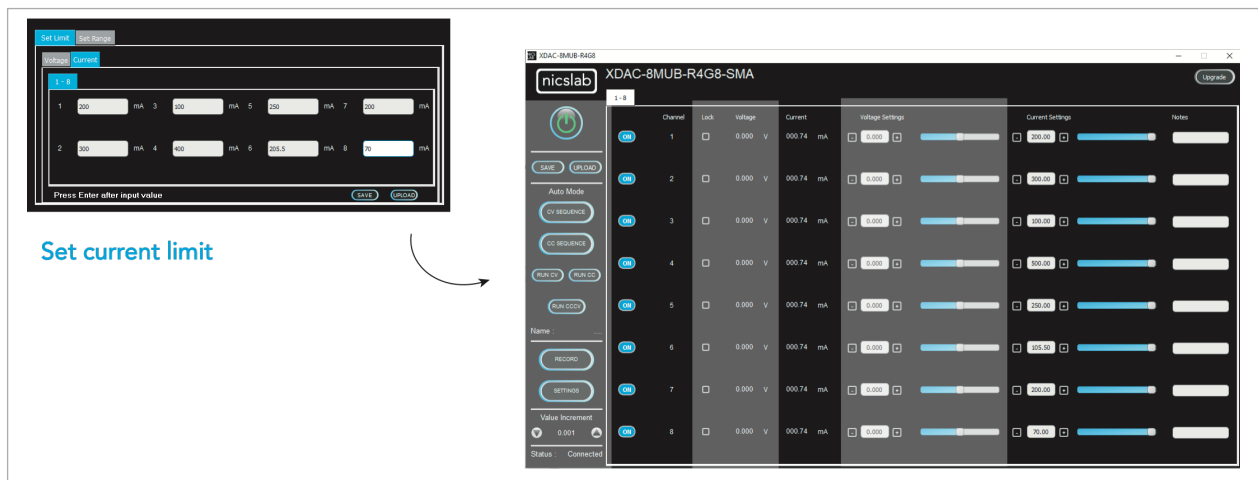 Set Limit Set Range
Voltage Current
1 - 8
1 200 mA 3 100 mA 5 250 mA 7 200 mA
2 300 mA 4 400 mA 6 205.5 mA 8 70 mA
Press Enter after input value SAVE UPLOAD
Set current limit
XDAC-8MUB-R4G8
nicslab XDAC-8MUB-R4G8-SMA Upgrade
1 - 8
Channel Lock Voltage Current Voltage Settings Current Settings Notes
ON 1 0.000 V 000.74 mA - 0.000 + - 200.00 +
SAVE UPLOAD
ON 2 0.000 V 000.74 mA - 0.000 + - 300.00 +
Auto Mode
CV SEQUENCE
ON 3 0.000 V 000.74 mA - 0.000 + - 100.00 +
CC SEQUENCE
ON 4 0.000 V 000.74 mA - 0.000 + - 500.00 +
RUN CV RUN CC
RUN CCCV
ON 5 0.000 V 000.74 mA - 0.000 + - 250.00 +
Name : ....
ON 6 0.000 V 000.74 mA - 0.000 + - 105.50 +
RECORD
SETTINGS
ON 7 0.000 V 000.74 mA - 0.000 + - 200.00 +
Value Increment
0.001
ON 8 0.000 V 000.74 mA - 0.000 + - 70.00 +
Status : Connected